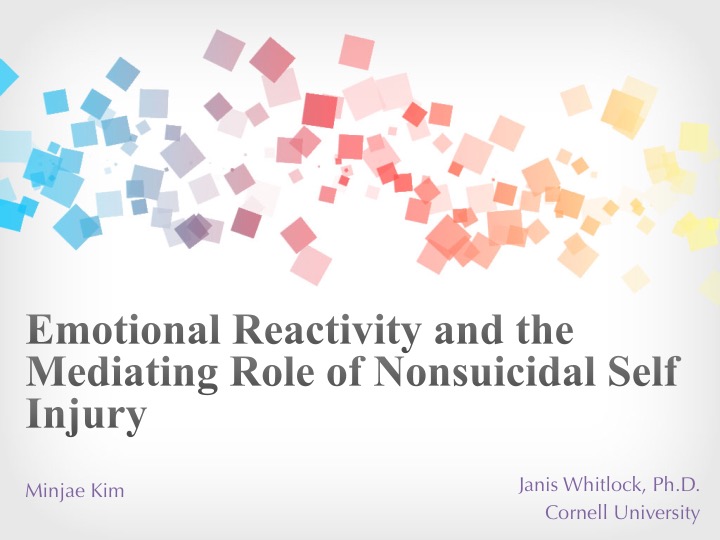 Emotional Reactivity and the
Mediating Role of Nonsuicidal Self
Injury
Minjae Kim
Janis Whitlock, Ph.D.
Cornell University